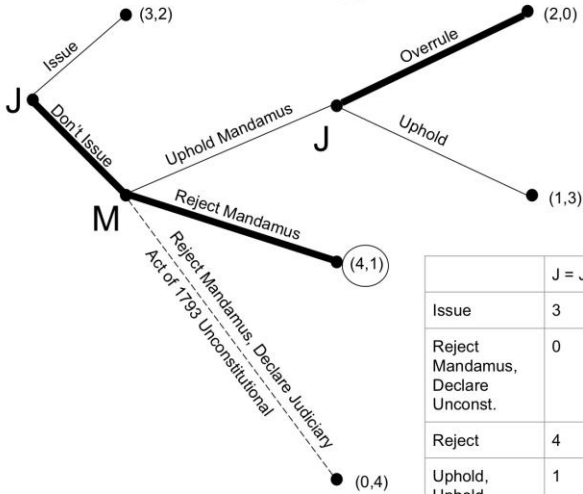 (3,2)
(2,0)
Issue
Overrule
J
Don't Issue
Uphold Mandamus
J
Uphold
M
Reject Mandamus
(1,3)
(4,1)
Reject Mandamus, Declare Judiciary
Act of 1793 Unconstitutional
(0,4)
J =
Issue 3
Reject 0
Mandamus,
Declare
Unconst.
Reject 4
Uphold, 1